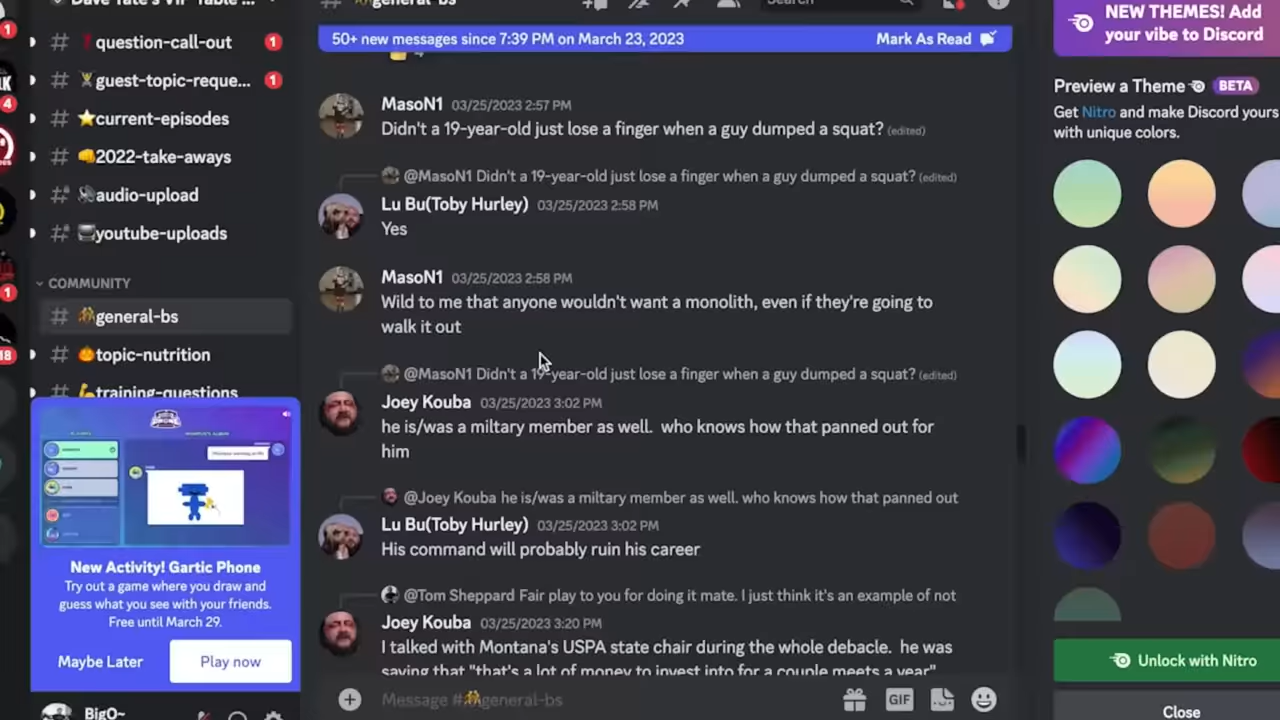 Dave Tate's VIP Table ...
# general-bs
Search
50+ new messages since 7:39 PM on March 23, 2023
Mark As Read
1
# question-call-out 1
# guest-topic-reque... 1
4
# current-episodes
# 2022-take-aways
# audio-upload
# youtube-uploads
COMMUNITY
1
# general-bs
18
# topic-nutrition
# training-questions
New Activity! Gartic Phone
Try out a game where you draw and
guess what you see with your friends.
Free until March 29.
Maybe Later
Play now
BigO~
MasoN1 03/25/2023 2:57 PM
Didn't a 19-year-old just lose a finger when a guy dumped a squat? (edited)
@MasoN1 Didn't a 19-year-old just lose a finger when a guy dumped a squat? (edited)
Lu Bu(Toby Hurley) 03/25/2023 2:58 PM
Yes
MasoN1 03/25/2023 2:58 PM
Wild to me that anyone wouldn't want a monolith, even if they're going to
walk it out
@MasoN1 Didn't a 19-year-old just lose a finger when a guy dumped a squat? (edited)
Joey Kouba 03/25/2023 3:02 PM
he is/was a miltary member as well. who knows how that panned out for
him
@Joey Kouba he is/was a miltary member as well. who knows how that panned out
Lu Bu(Toby Hurley) 03/25/2023 3:02 PM
His command will probably ruin his career
@Tom Sheppard Fair play to you for doing it mate. I just think it's an example of not
Joey Kouba 03/25/2023 3:20 PM
I talked with Montana's USPA state chair during the whole debacle. he was
saying that "that's a lot of money to invest into for a couple meets a year"
Message # general-bs
GIF
NEW THEMES! Add
your vibe to Discord
Preview a Theme BETA
Get Nitro and make Discord yours
with unique colors.
Unlock with Nitro
Close